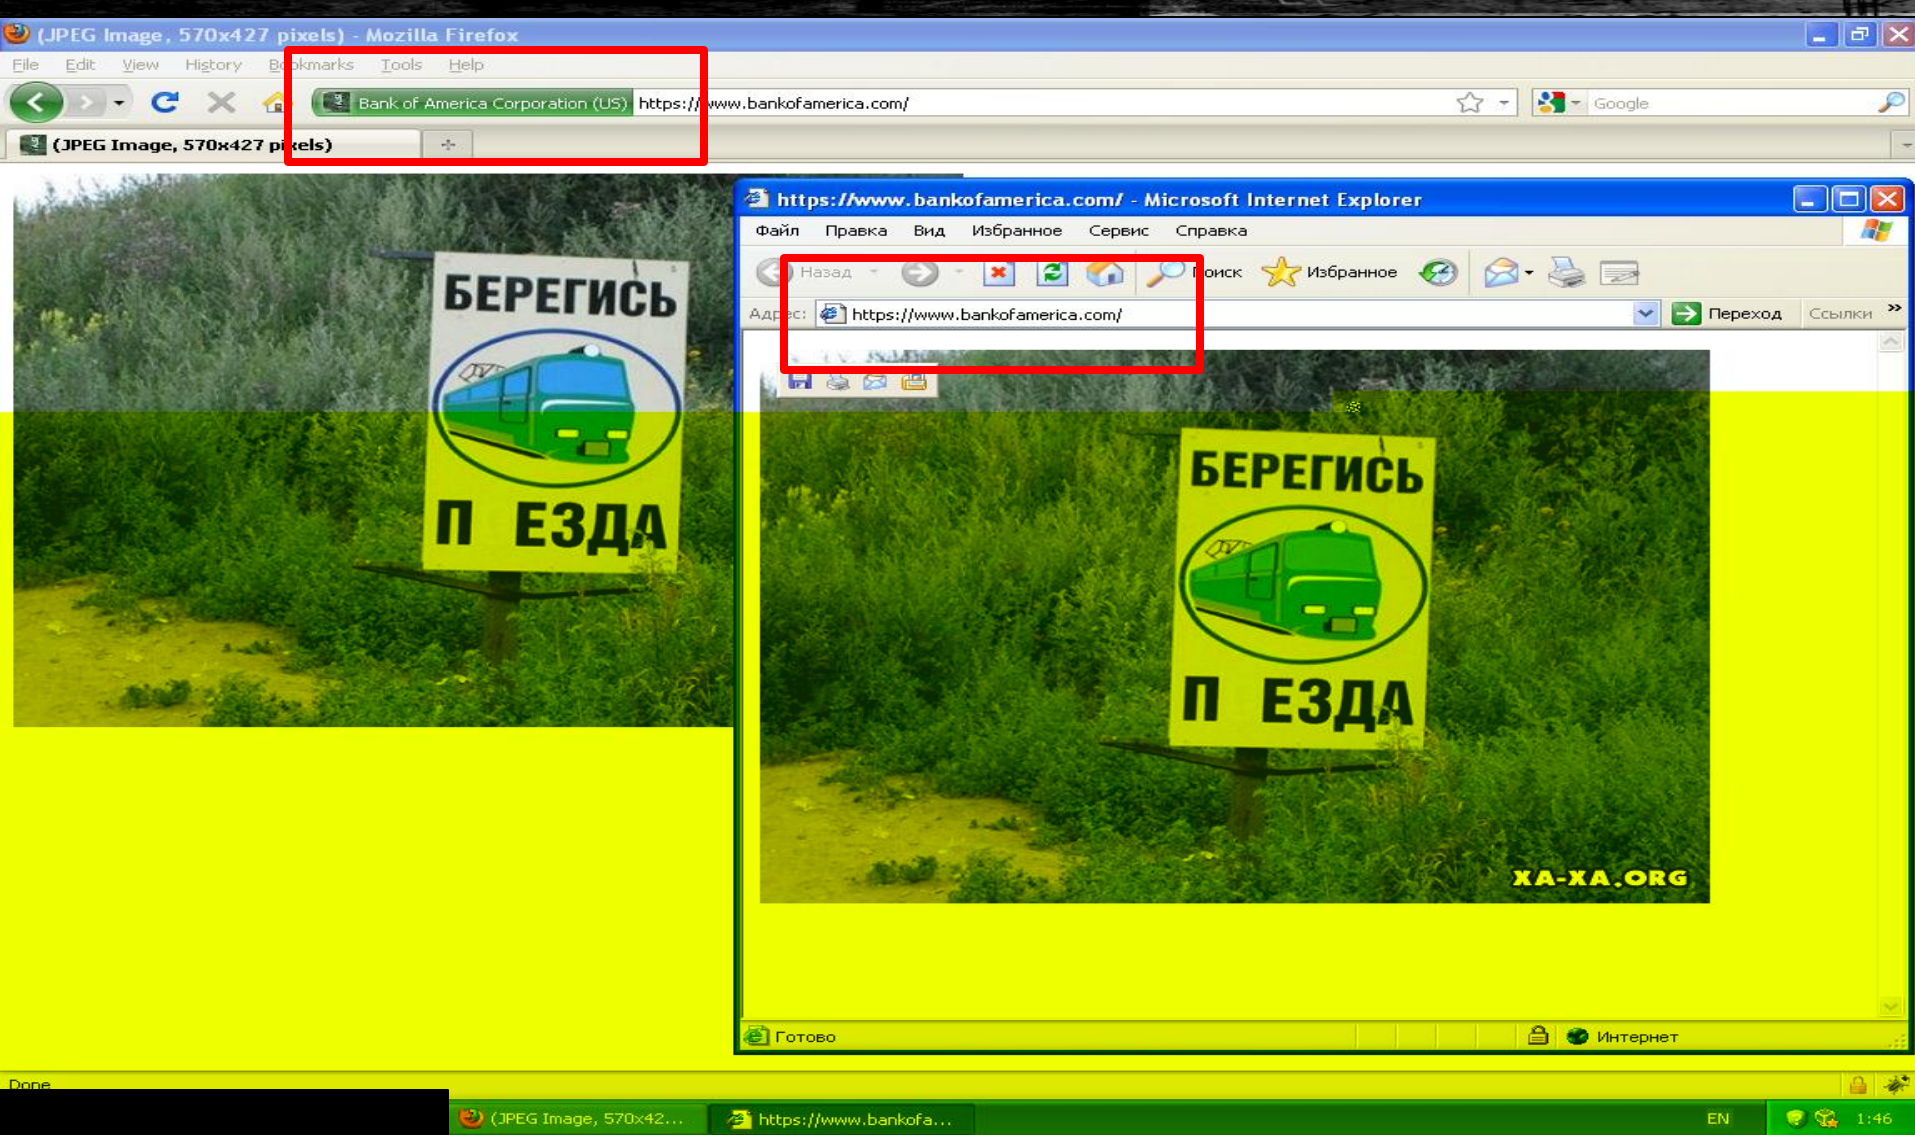 (JPEG Image, 570x427 pixels) - Mozilla Firefox
File Edit View History Bookmarks Tools Help
Bank of America Corporation (US) https://www.bankofamerica.com/
Google
(JPEG Image, 570x427 pixels)
БЕРЕГИСЬ
П ЕЗДА
https://www.bankofamerica.com/ - Microsoft Internet Explorer
Файл Правка Вид Избранное Сервис Справка
Назад Поиск Избранное
Адрес: https://www.bankofamerica.com/ Переход Ссылки »
БЕРЕГИСЬ
П ЕЗДА
XA-XA.ORG
Готово Интернет
Done
(JPEG Image, 570x42... https://www.bankofa... EN 1:46